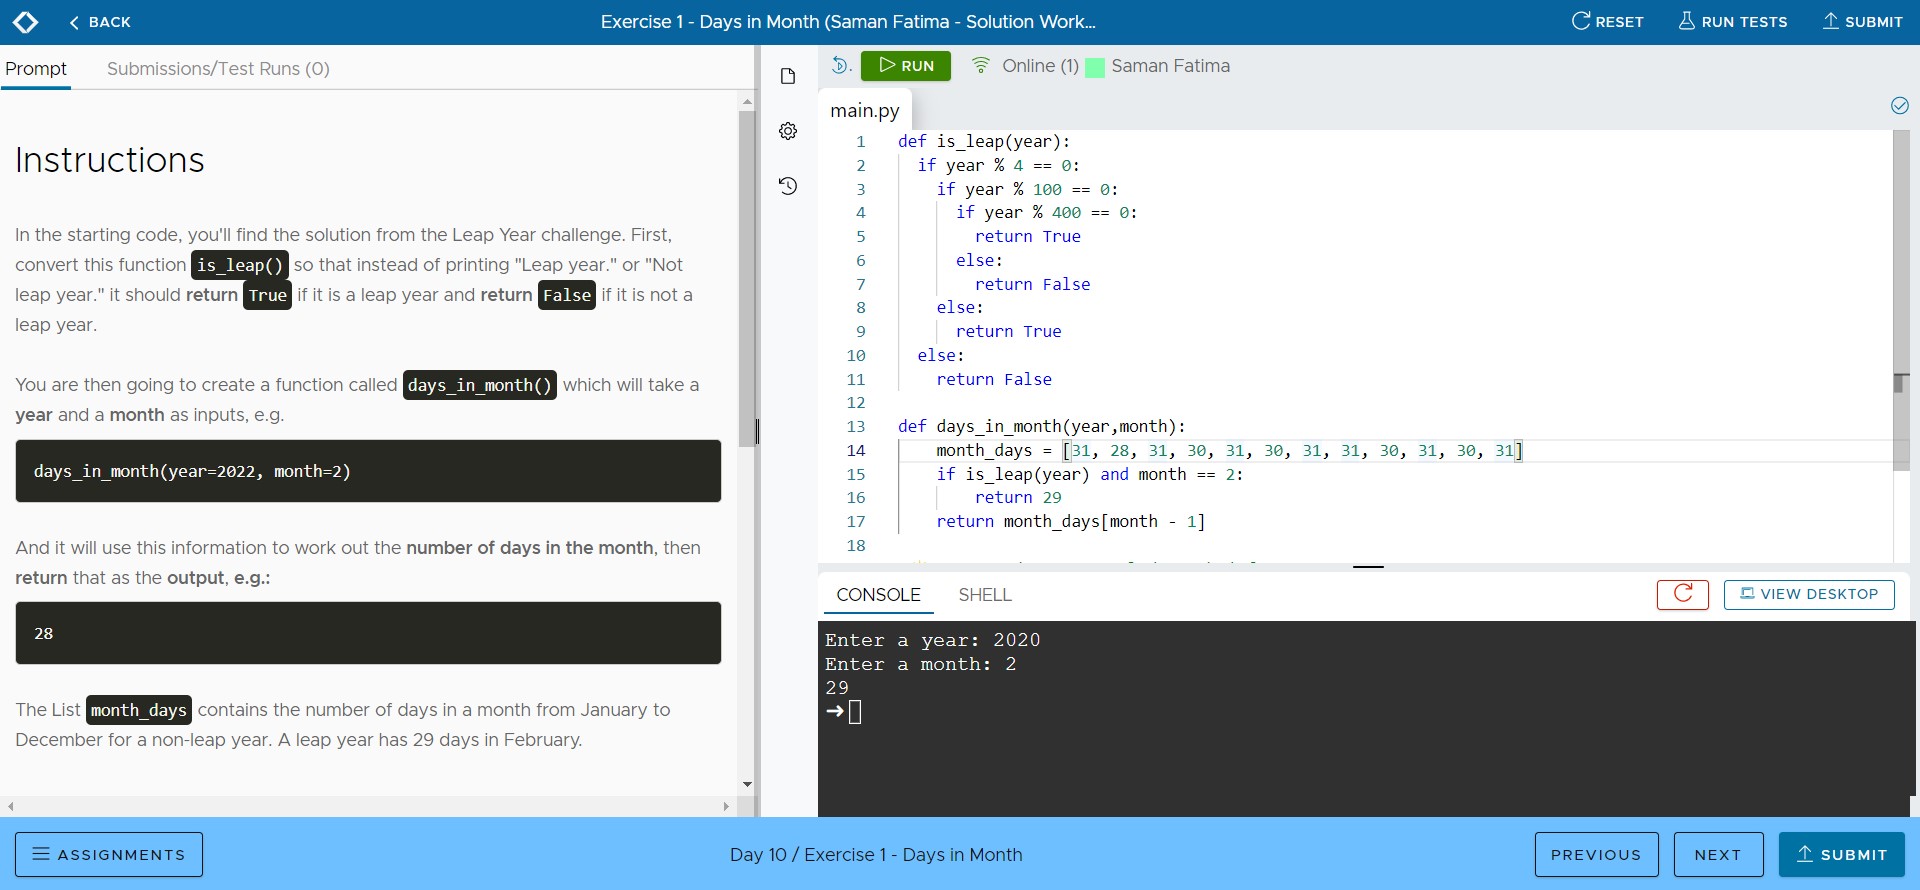 BACK
Exercise 1 - Days in Month (Saman Fatima - Solution Work...
RESET
RUN TESTS
SUBMIT
Prompt
Submissions/Test Runs (0)
Instructions
In the starting code, you'll find the solution from the Leap Year challenge. First,
convert this function is_leap() so that instead of printing "Leap year." or "Not
leap year." it should return True if it is a leap year and return False if it is not a
leap year.
You are then going to create a function called days_in_month() which will take a
year and a month as inputs, e.g.
days_in_month(year=2022, month=2)
And it will use this information to work out the number of days in the month, then
return that as the output, e.g.:
28
The List month_days contains the number of days in a month from January to
December for a non-leap year. A leap year has 29 days in February.
RUN
Online (1)
Saman Fatima
main.py
1 def is_leap(year):
2 if year % 4 == 0:
3 if year % 100 == 0:
4 if year % 400 == 0:
5 return True
6 else:
7 return False
8 else:
9 return True
10 else:
11 return False
12
13 def days_in_month(year,month):
14 month_days = [31, 28, 31, 30, 31, 30, 31, 31, 30, 31, 30, 31]
15 if is_leap(year) and month == 2:
16 return 29
17 return month_days[month - 1]
18
CONSOLE
SHELL
VIEW DESKTOP
Enter a year: 2020
Enter a month: 2
29
➜
ASSIGNMENTS
Day 10 / Exercise 1 - Days in Month
PREVIOUS
NEXT
SUBMIT